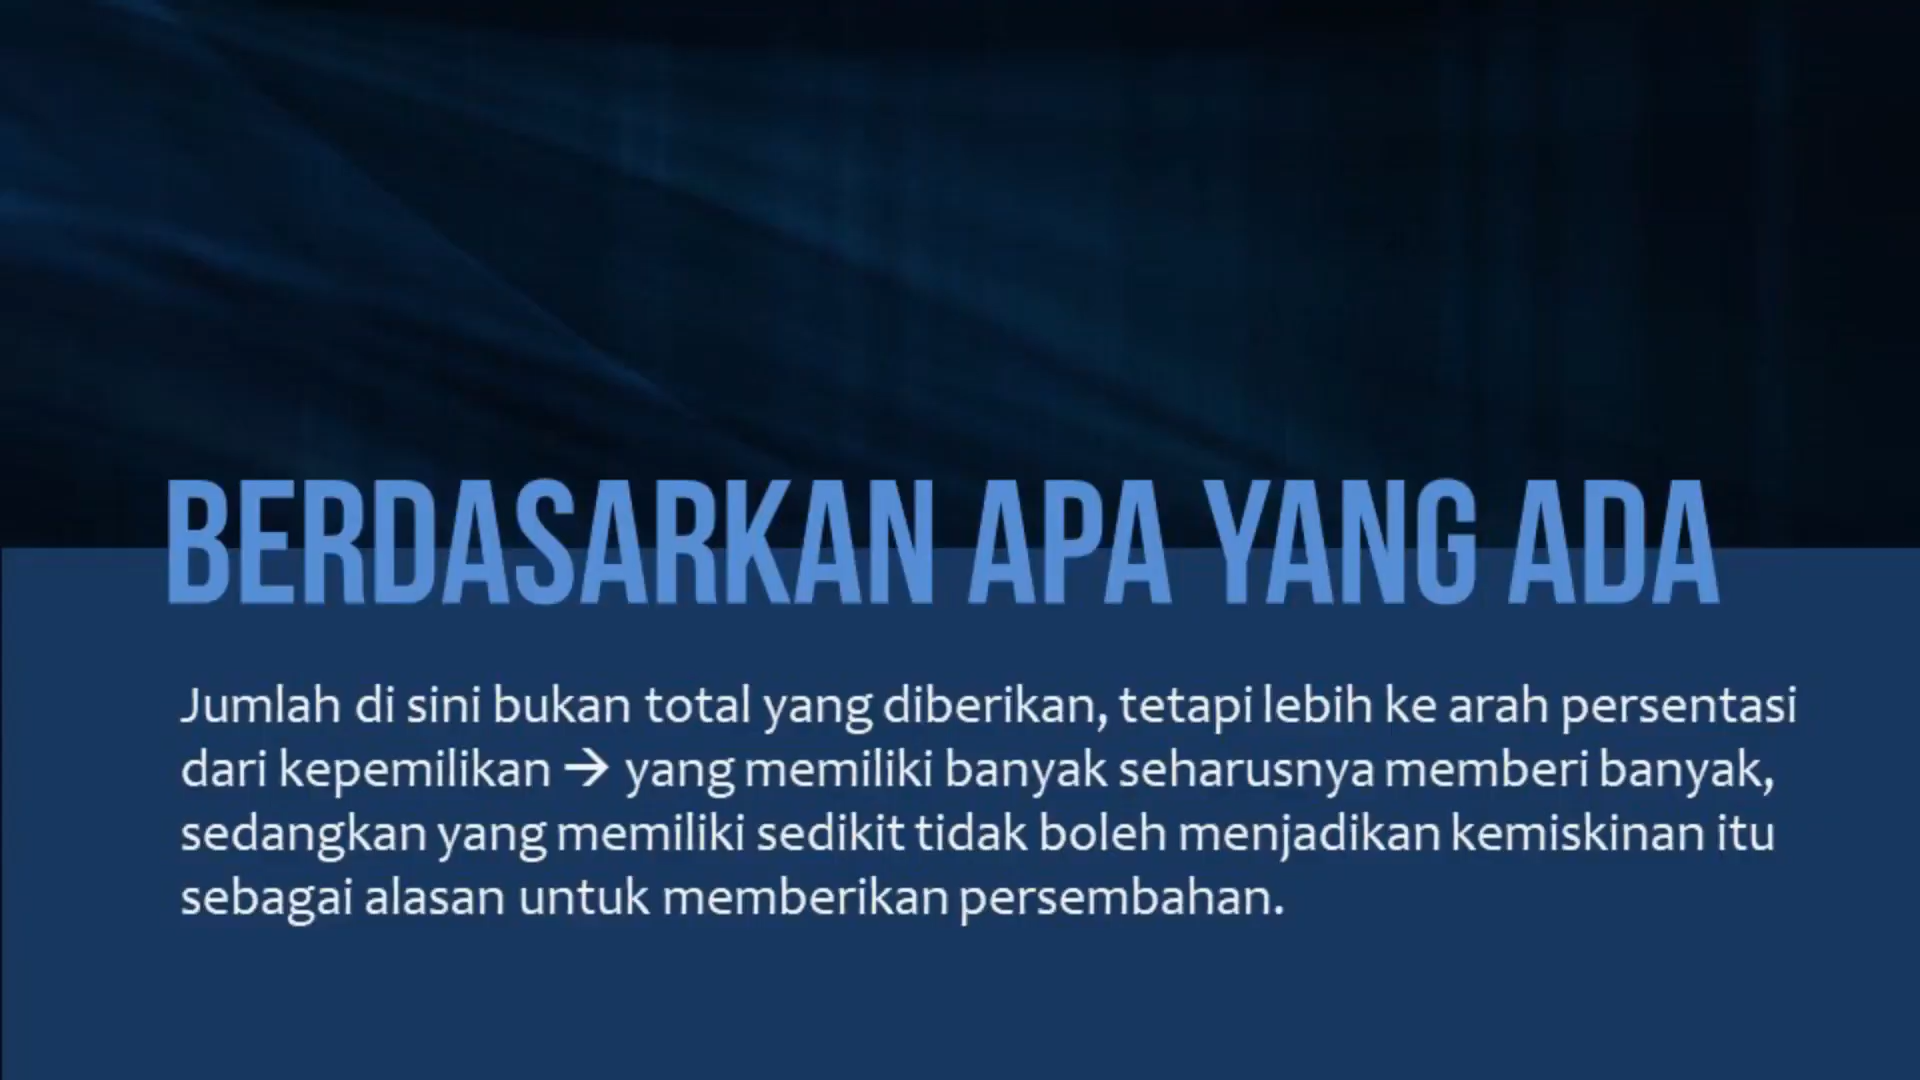 BERDASARKAN APA YANG ADA
Jumlah di sini bukan total yang diberikan, tetapi lebih ke arah persentasi
dari kepemilikan → yang memiliki banyak seharusnya memberi banyak,
sedangkan yang memiliki sedikit tidak boleh menjadikan kemiskinan itu
sebagai alasan untuk memberikan persembahan.